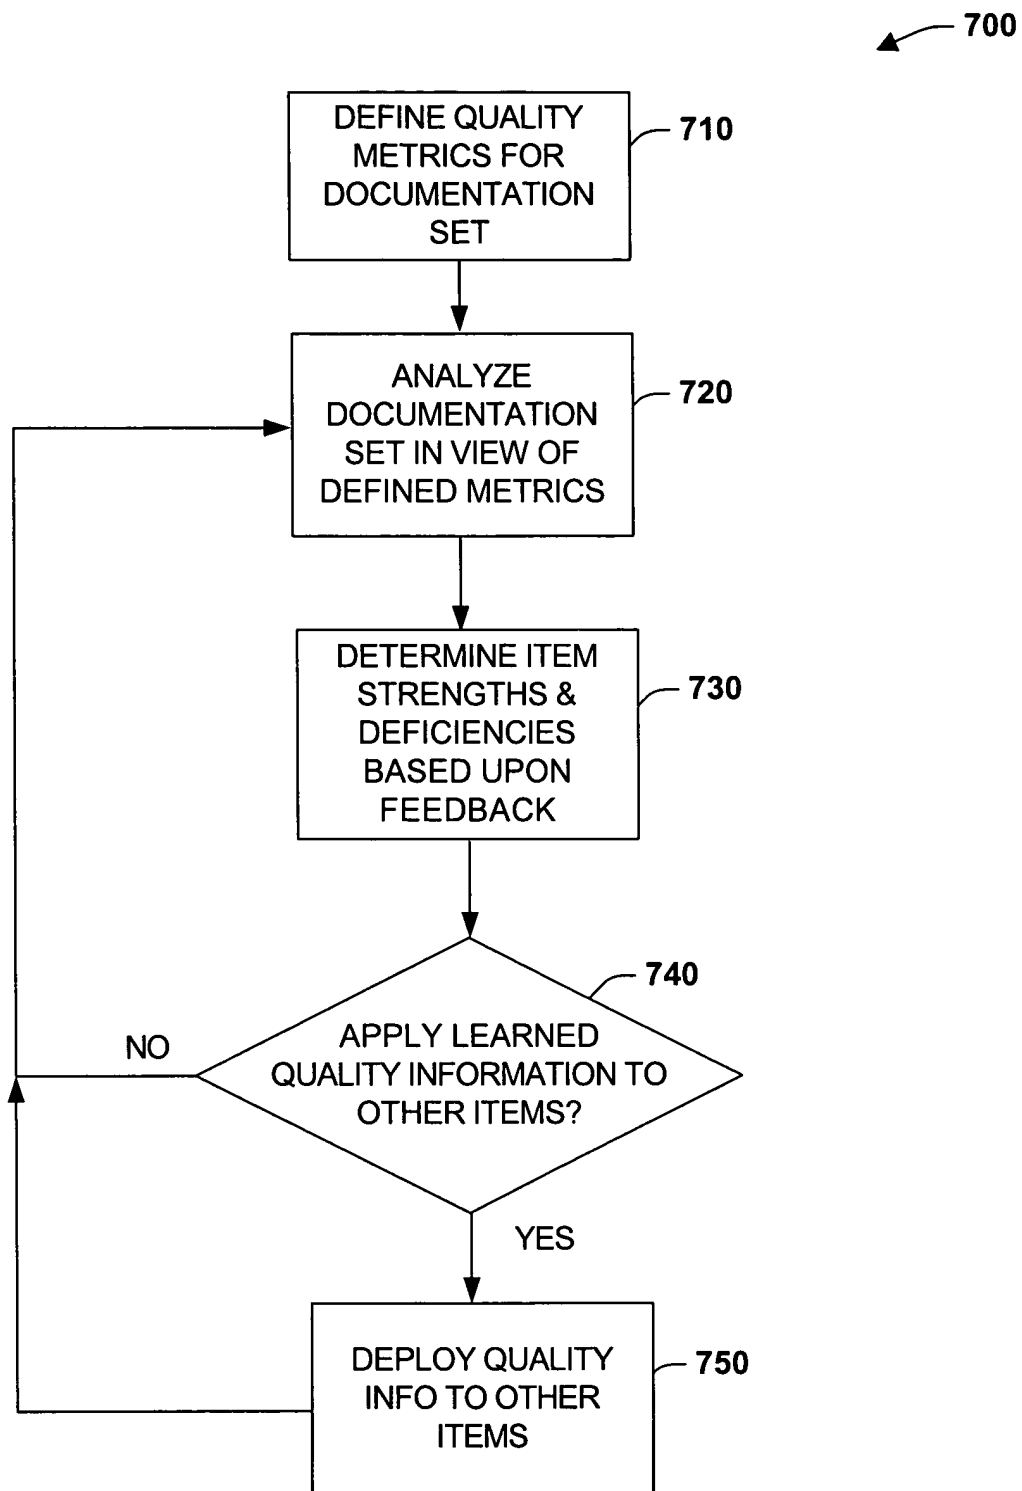 700
DEFINE QUALITY
METRICS FOR
DOCUMENTATION
SET
710
ANALYZE
DOCUMENTATION
SET IN VIEW OF
DEFINED METRICS
720
DETERMINE ITEM
STRENGTHS &
DEFICIENCIES
BASED UPON
FEEDBACK
730
740
APPLY LEARNED
QUALITY INFORMATION TO
OTHER ITEMS?
NO
YES
DEPLOY QUALITY
INFO TO OTHER
ITEMS
750